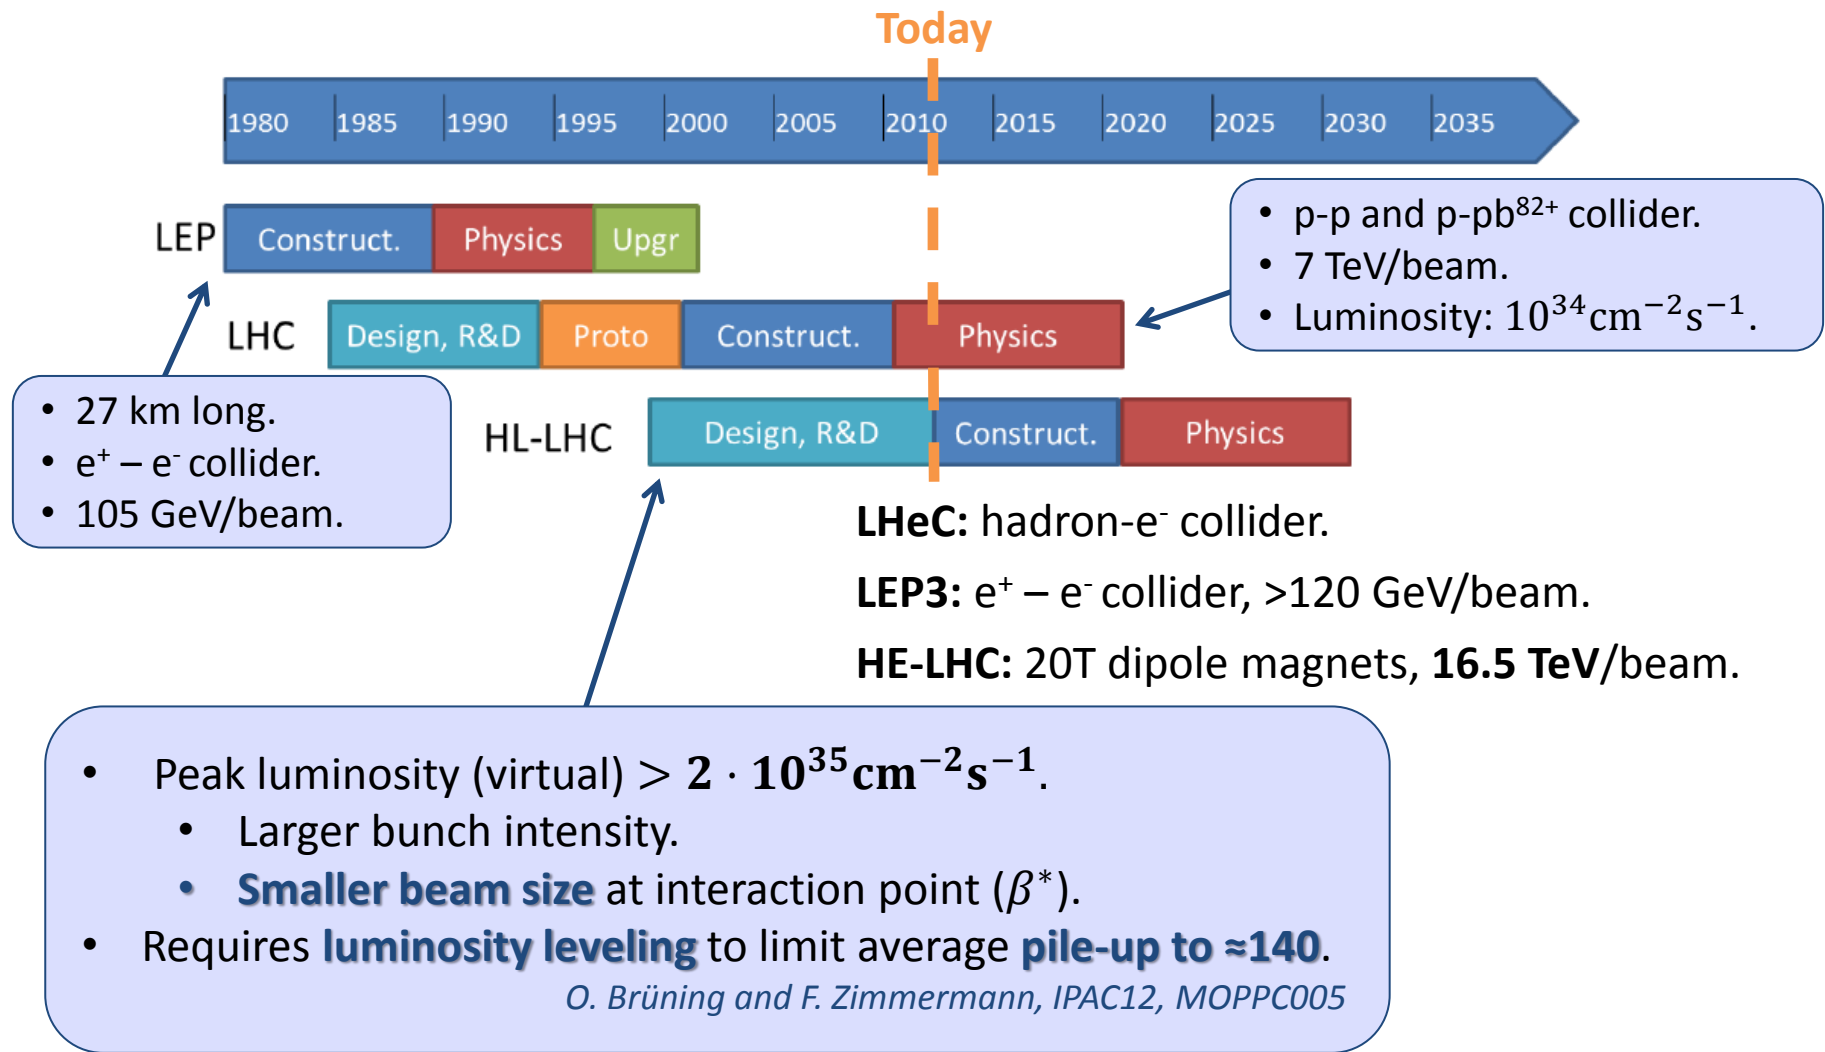 Today
1980 1985 1990 1995 2000 2005 2010 2015 2020 2025 2030 2035
LEP Construct. Physics Upgr
• p-p and p-pb⁸²⁺ collider.
• 7 TeV/beam.
• Luminosity: 10³⁴cm⁻²s⁻¹.
LHC Design, R&D Proto Construct. Physics
• 27 km long.
• e⁺ – e⁻ collider.
• 105 GeV/beam.
HL-LHC Design, R&D Construct. Physics
LHeC: hadron-e⁻ collider.
LEP3: e⁺ – e⁻ collider, >120 GeV/beam.
HE-LHC: 20T dipole magnets, 16.5 TeV/beam.
• Peak luminosity (virtual) > 2 · 10³⁵cm⁻²s⁻¹.
• Larger bunch intensity.
• Smaller beam size at interaction point (β*).
• Requires luminosity leveling to limit average pile-up to ≈140.
O. Brüning and F. Zimmermann, IPAC12, MOPPC005